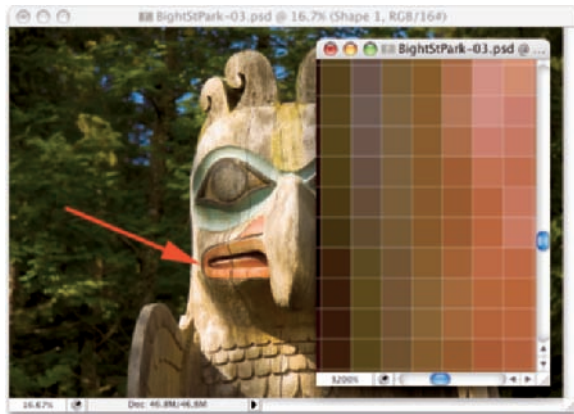 BightStPark-03.psd @ 16.7% (Shape 1, RGB/16#)
BightStPark-03.psd @ ...
3200%
16.67%
Doc: 46.8M/46.8M